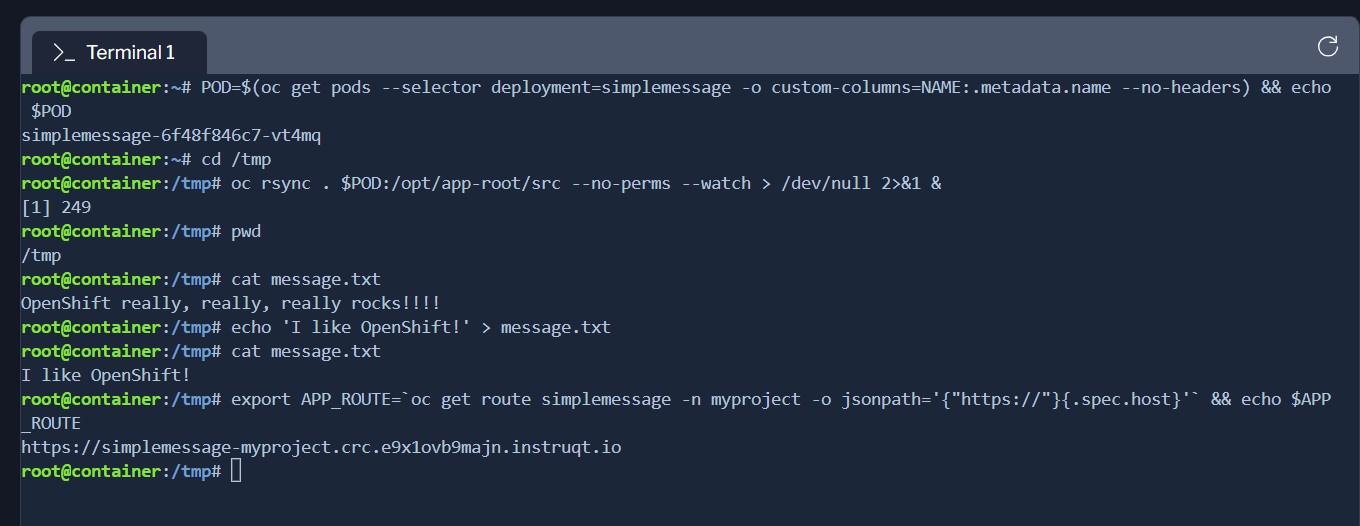 >_ Terminal 1
root@container:~# POD=$(oc get pods --selector deployment=simplemessage -o custom-columns=NAME:.metadata.name --no-headers) && echo
 $POD
simplemessage-6f48f846c7-vt4mq
root@container:~# cd /tmp
root@container:/tmp# oc rsync . $POD:/opt/app-root/src --no-perms --watch > /dev/null 2>&1 &
[1] 249
root@container:/tmp# pwd
/tmp
root@container:/tmp# cat message.txt
OpenShift really, really, really rocks!!!!
root@container:/tmp# echo 'I like OpenShift!' > message.txt
root@container:/tmp# cat message.txt
I like OpenShift!
root@container:/tmp# export APP_ROUTE=`oc get route simplemessage -n myproject -o jsonpath='{"https://"}{.spec.host}'` && echo $APP
_ROUTE
https://simplemessage-myproject.crc.e9x1ovb9majn.instruqt.io
root@container:/tmp#